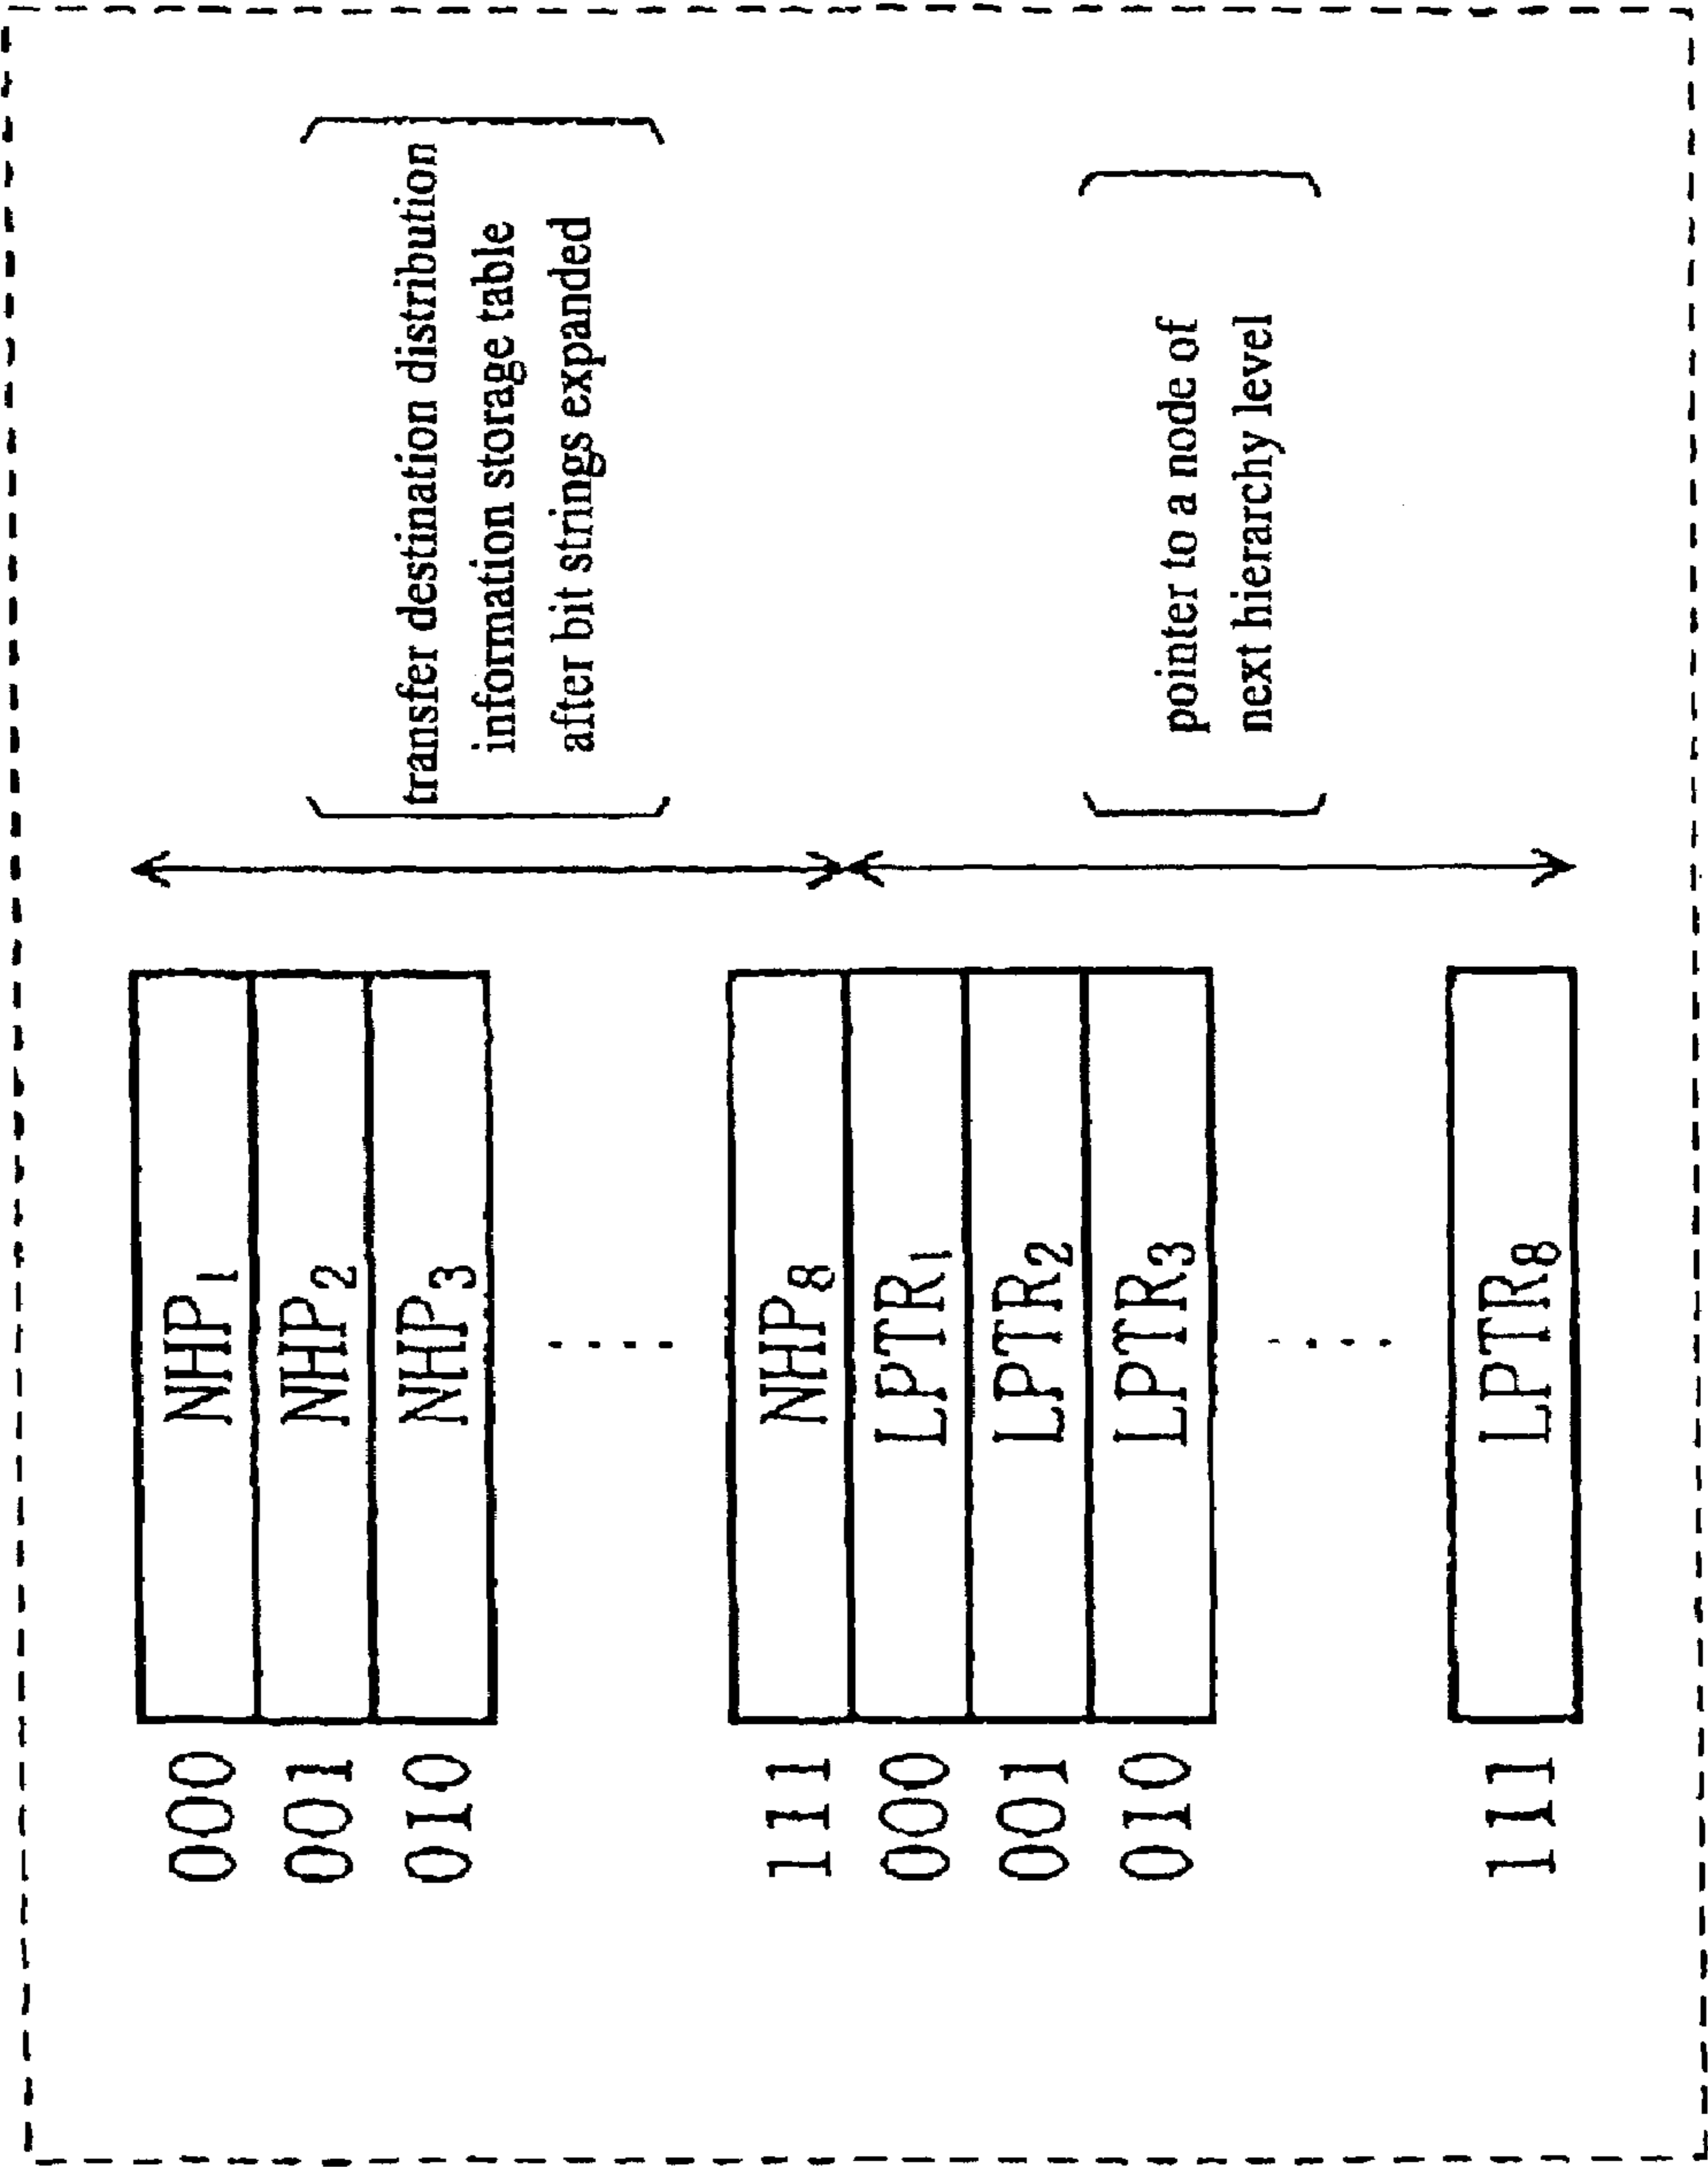 000 NHP1
001 NHP2
010 NHP3
....
111 NHP8
transfer destination distribution
information storage table
after bit strings expanded
000 LPTR1
001 LPTR2
010 LPTR3
....
111 LPTR8
pointer to a node of
next hierarchy level